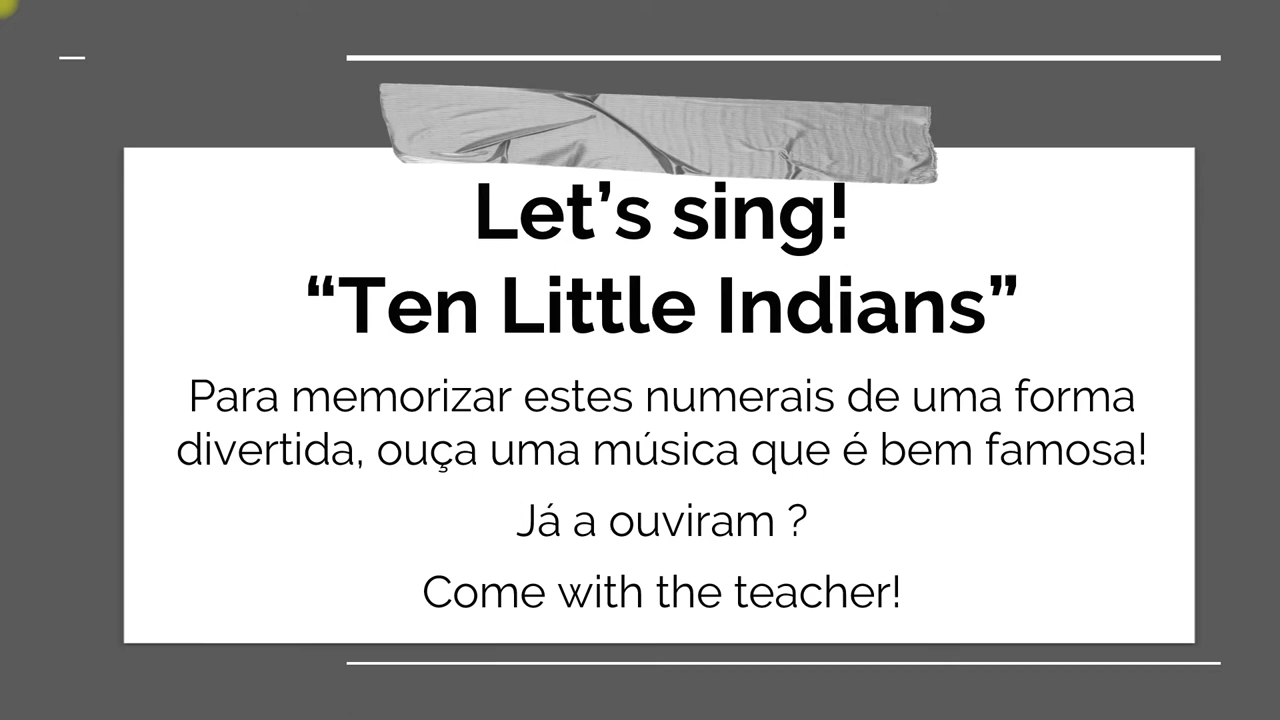 Let’s sing!
“Ten Little Indians”
Para memorizar estes numerais de uma forma
divertida, ouça uma música que é bem famosa!
Já a ouviram ?
Come with the teacher!